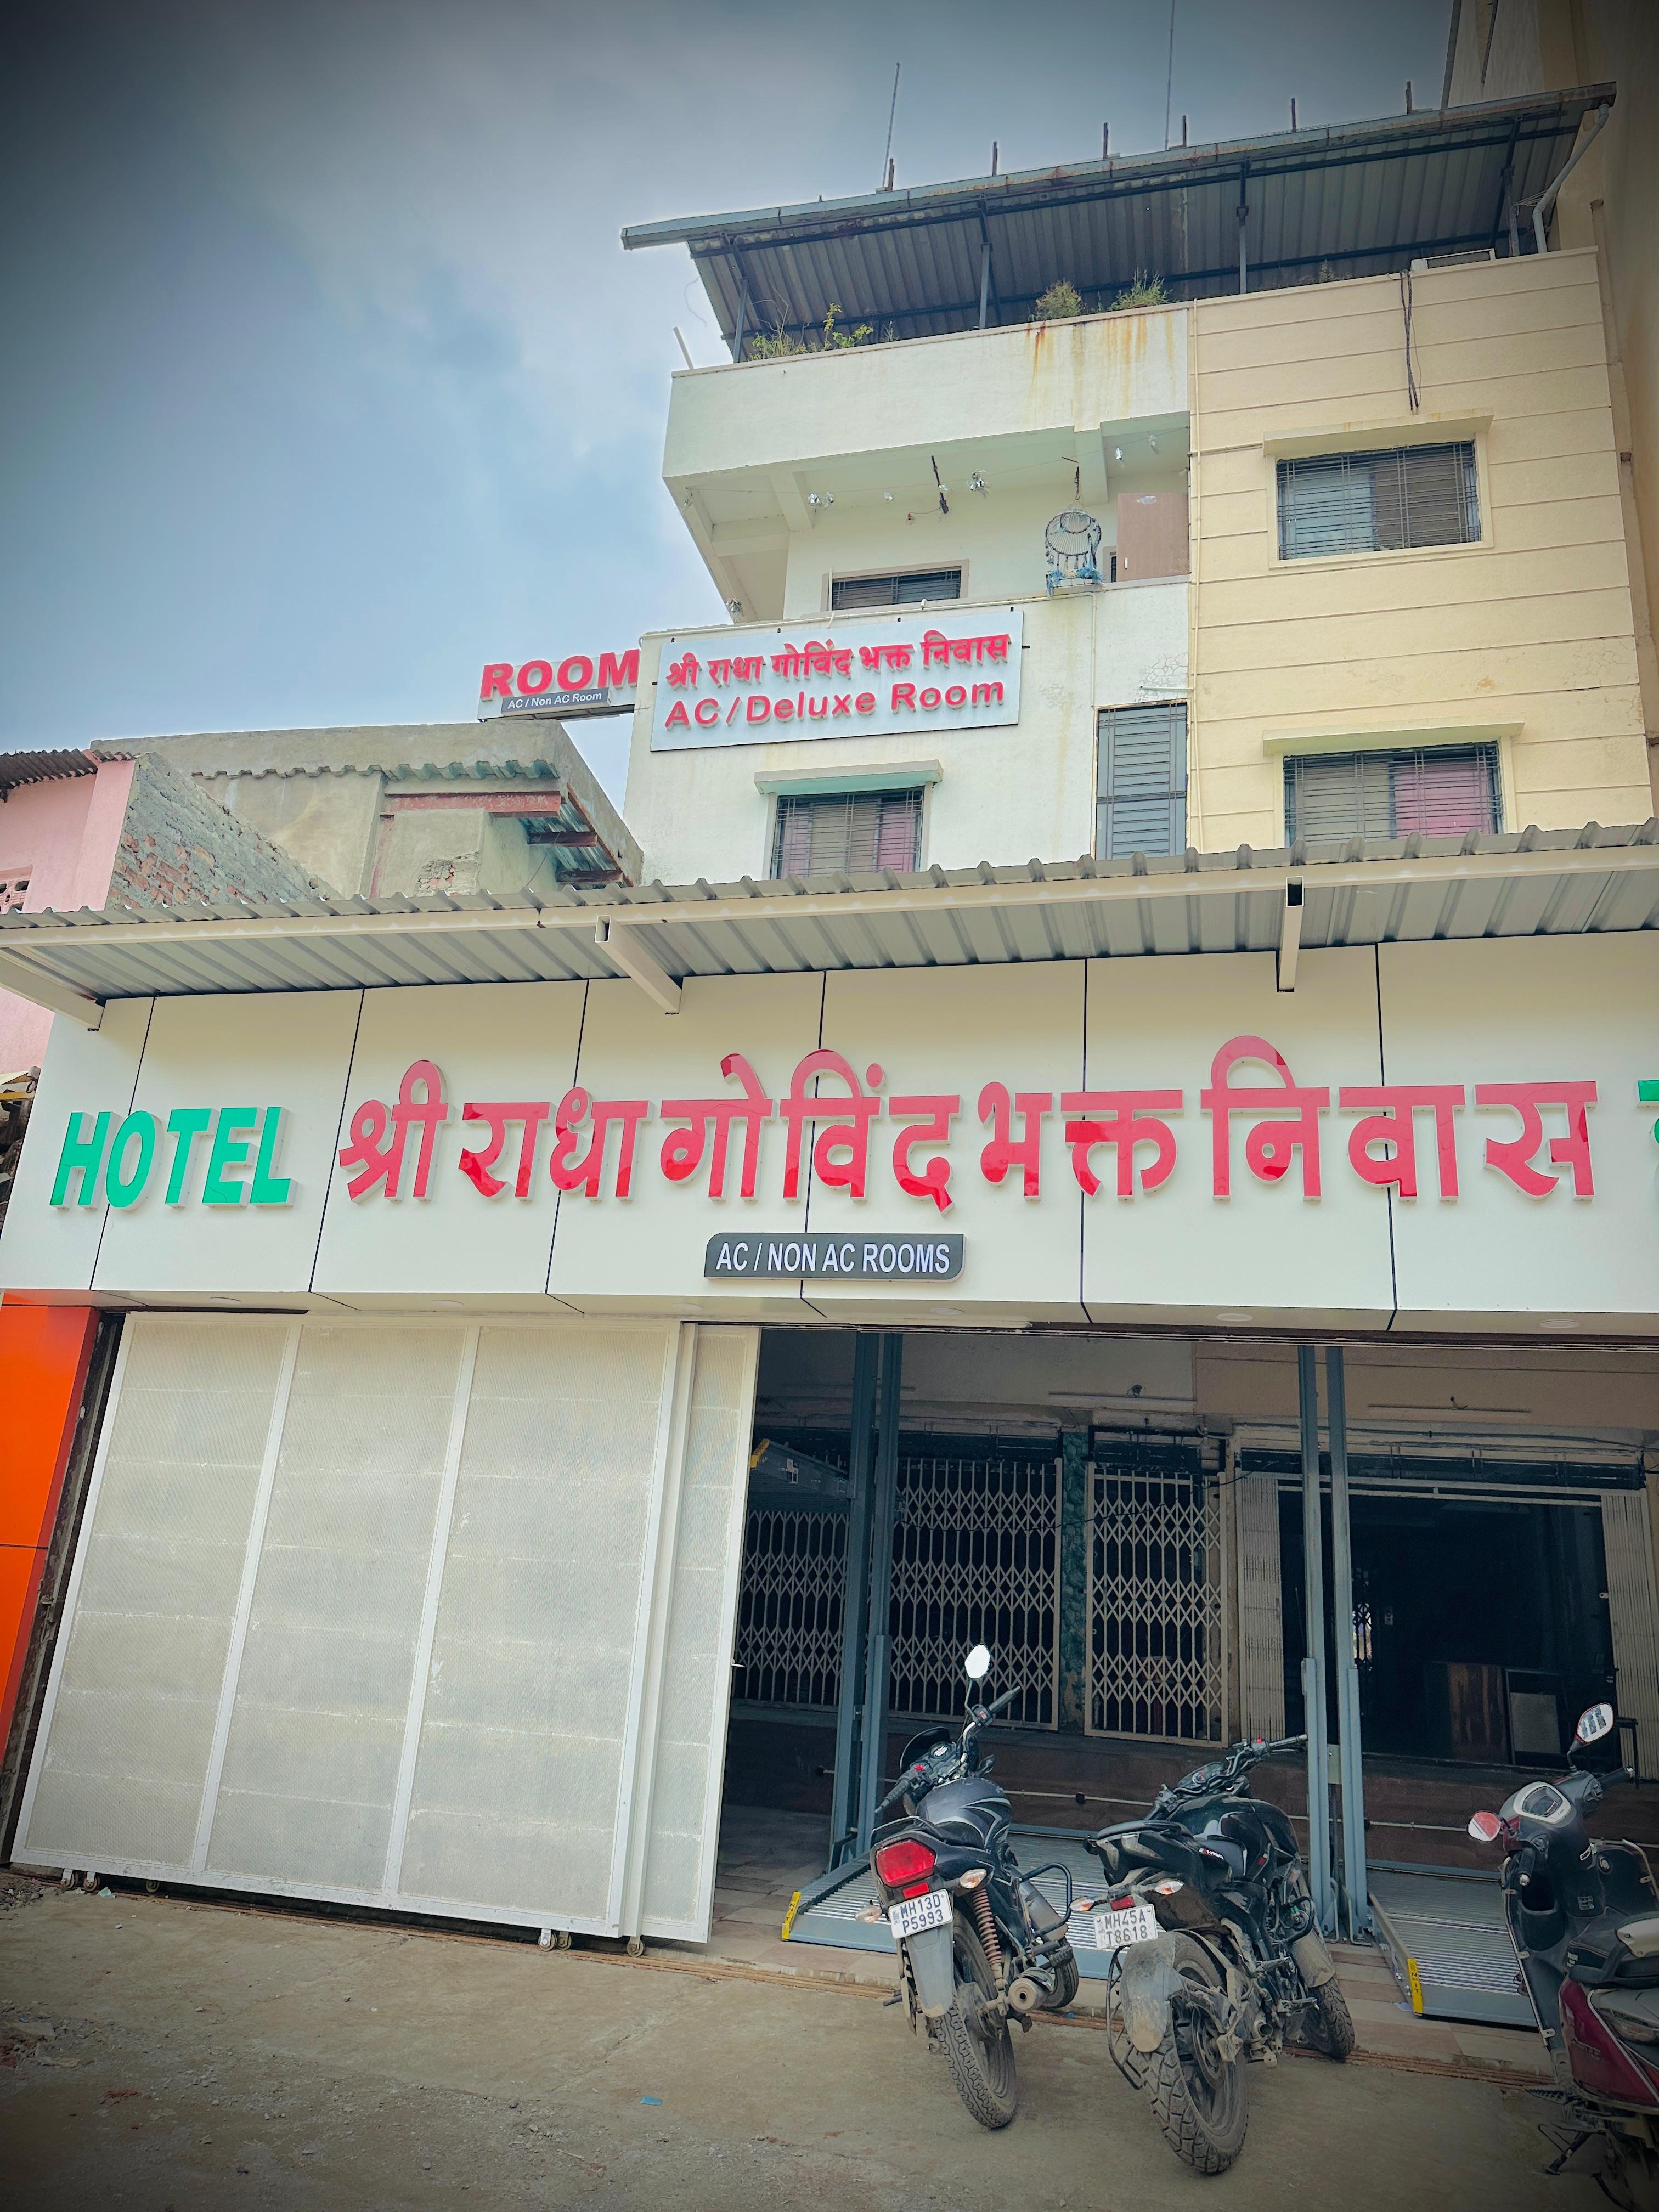 ROOM
AC / Non AC Room
श्री राधा गोविंद भक्त निवास
AC / Deluxe Room
HOTEL श्री राधा गोविंद भक्त निवास
AC / NON AC ROOMS
MH13D
P5993
MH45A
T8618